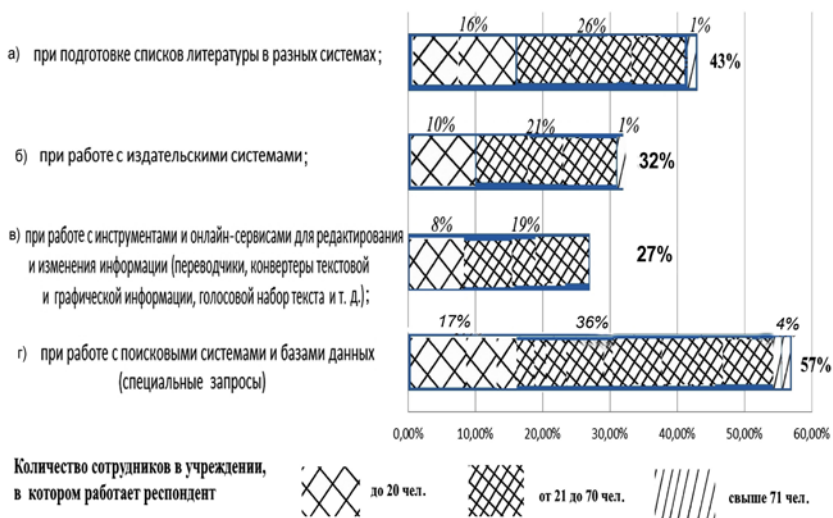 16% 26% 1%
а) при подготовке списков литературы в разных системах;
43%
10% 21% 1%
б) при работе с издательскими системами;
32%
8% 19%
в) при работе с инструментами и онлайн-сервисами для редактирования
и изменения информации (переводчики, конвертеры текстовой
и графической информации, голосовой набор текста и т. д.);
27%
17% 36% 4%
г) при работе с поисковыми системами и базами данных
(специальные запросы)
57%
0,00% 10,00% 20,00% 30,00% 40,00% 50,00% 60,00%
Количество сотрудников в учреждении,
в котором работает респондент
до 20 чел.
от 21 до 70 чел.
свыше 71 чел.